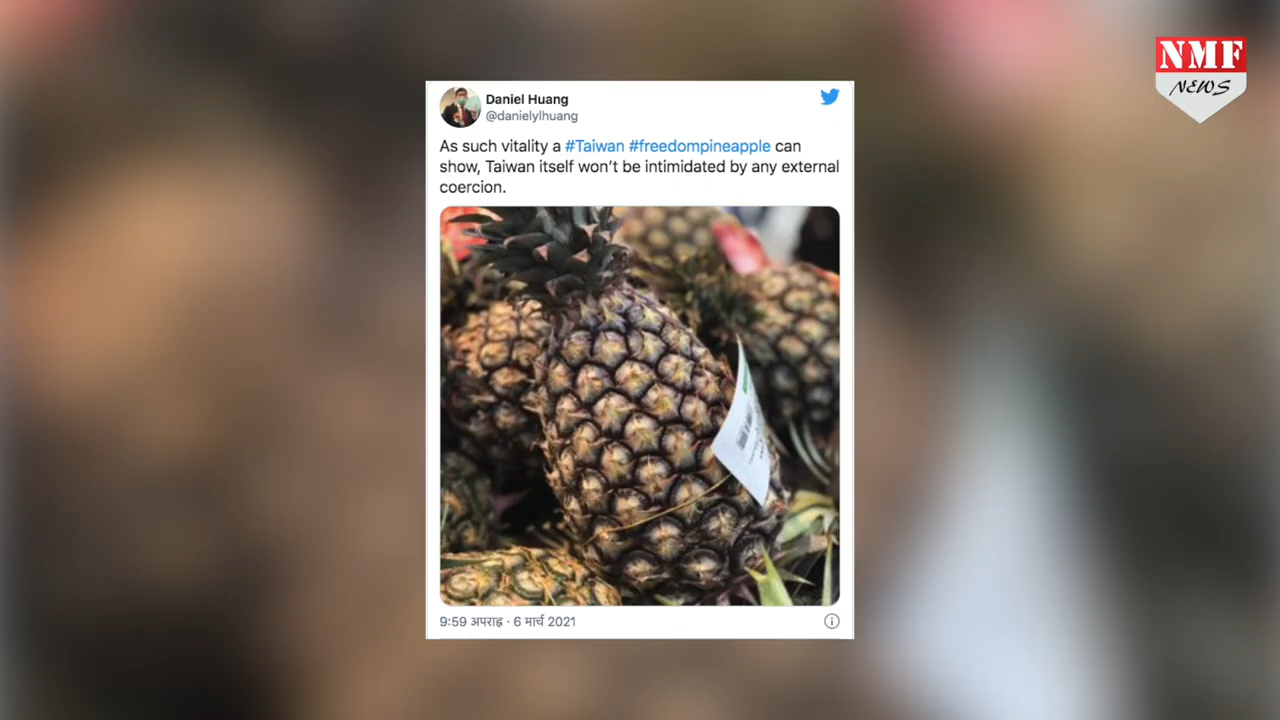 NMF
NEWS
Daniel Huang
@danielylhuang
As such vitality a #Taiwan #freedompineapple can
show, Taiwan itself won't be intimidated by any external
coercion.
9:59 अपराह्न · 6 मार्च 2021